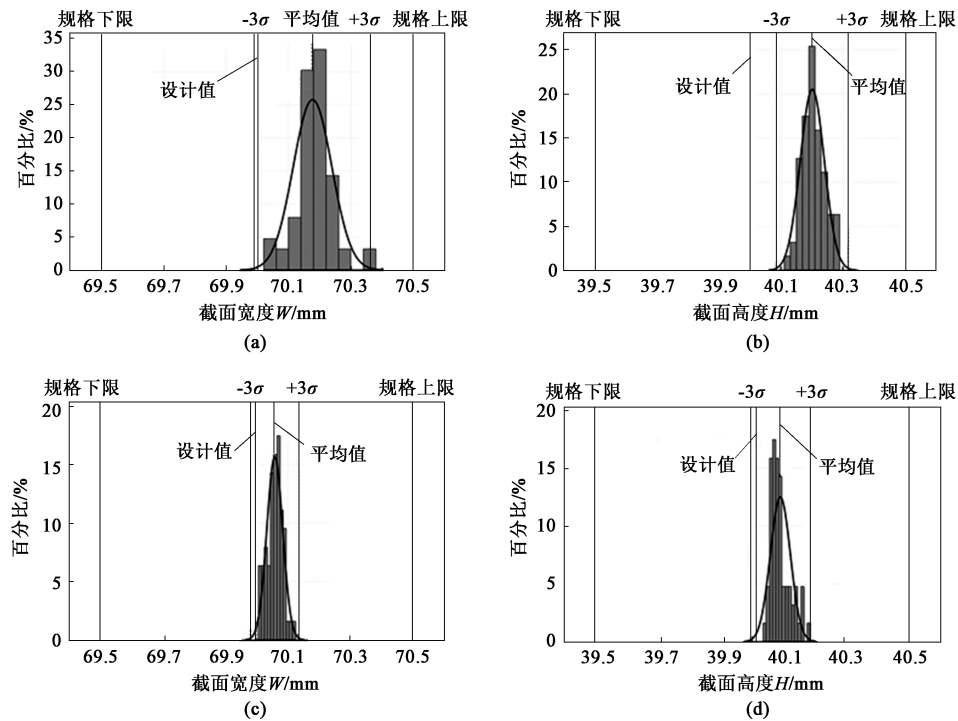 规格下限 -3σ 平均值 +3σ 规格上限
35
30
25
20
15
10
5
0
百分比/%
设计值
69.5 69.7 69.9 70.1 70.3 70.5
截面宽度W/mm
(a)
规格下限 -3σ +3σ 规格上限
25
20
15
10
5
0
百分比/%
设计值 平均值
39.5 39.7 39.9 40.1 40.3 40.5
截面高度H/mm
(b)
规格下限 -3σ +3σ 规格上限
20
15
10
5
0
百分比/%
设计值 平均值
69.5 69.7 69.9 70.1 70.3 70.5
截面宽度W/mm
(c)
规格下限 -3σ +3σ 规格上限
20
15
10
5
0
百分比/%
设计值 平均值
39.5 39.7 39.9 40.1 40.3 40.5
截面高度H/mm
(d)